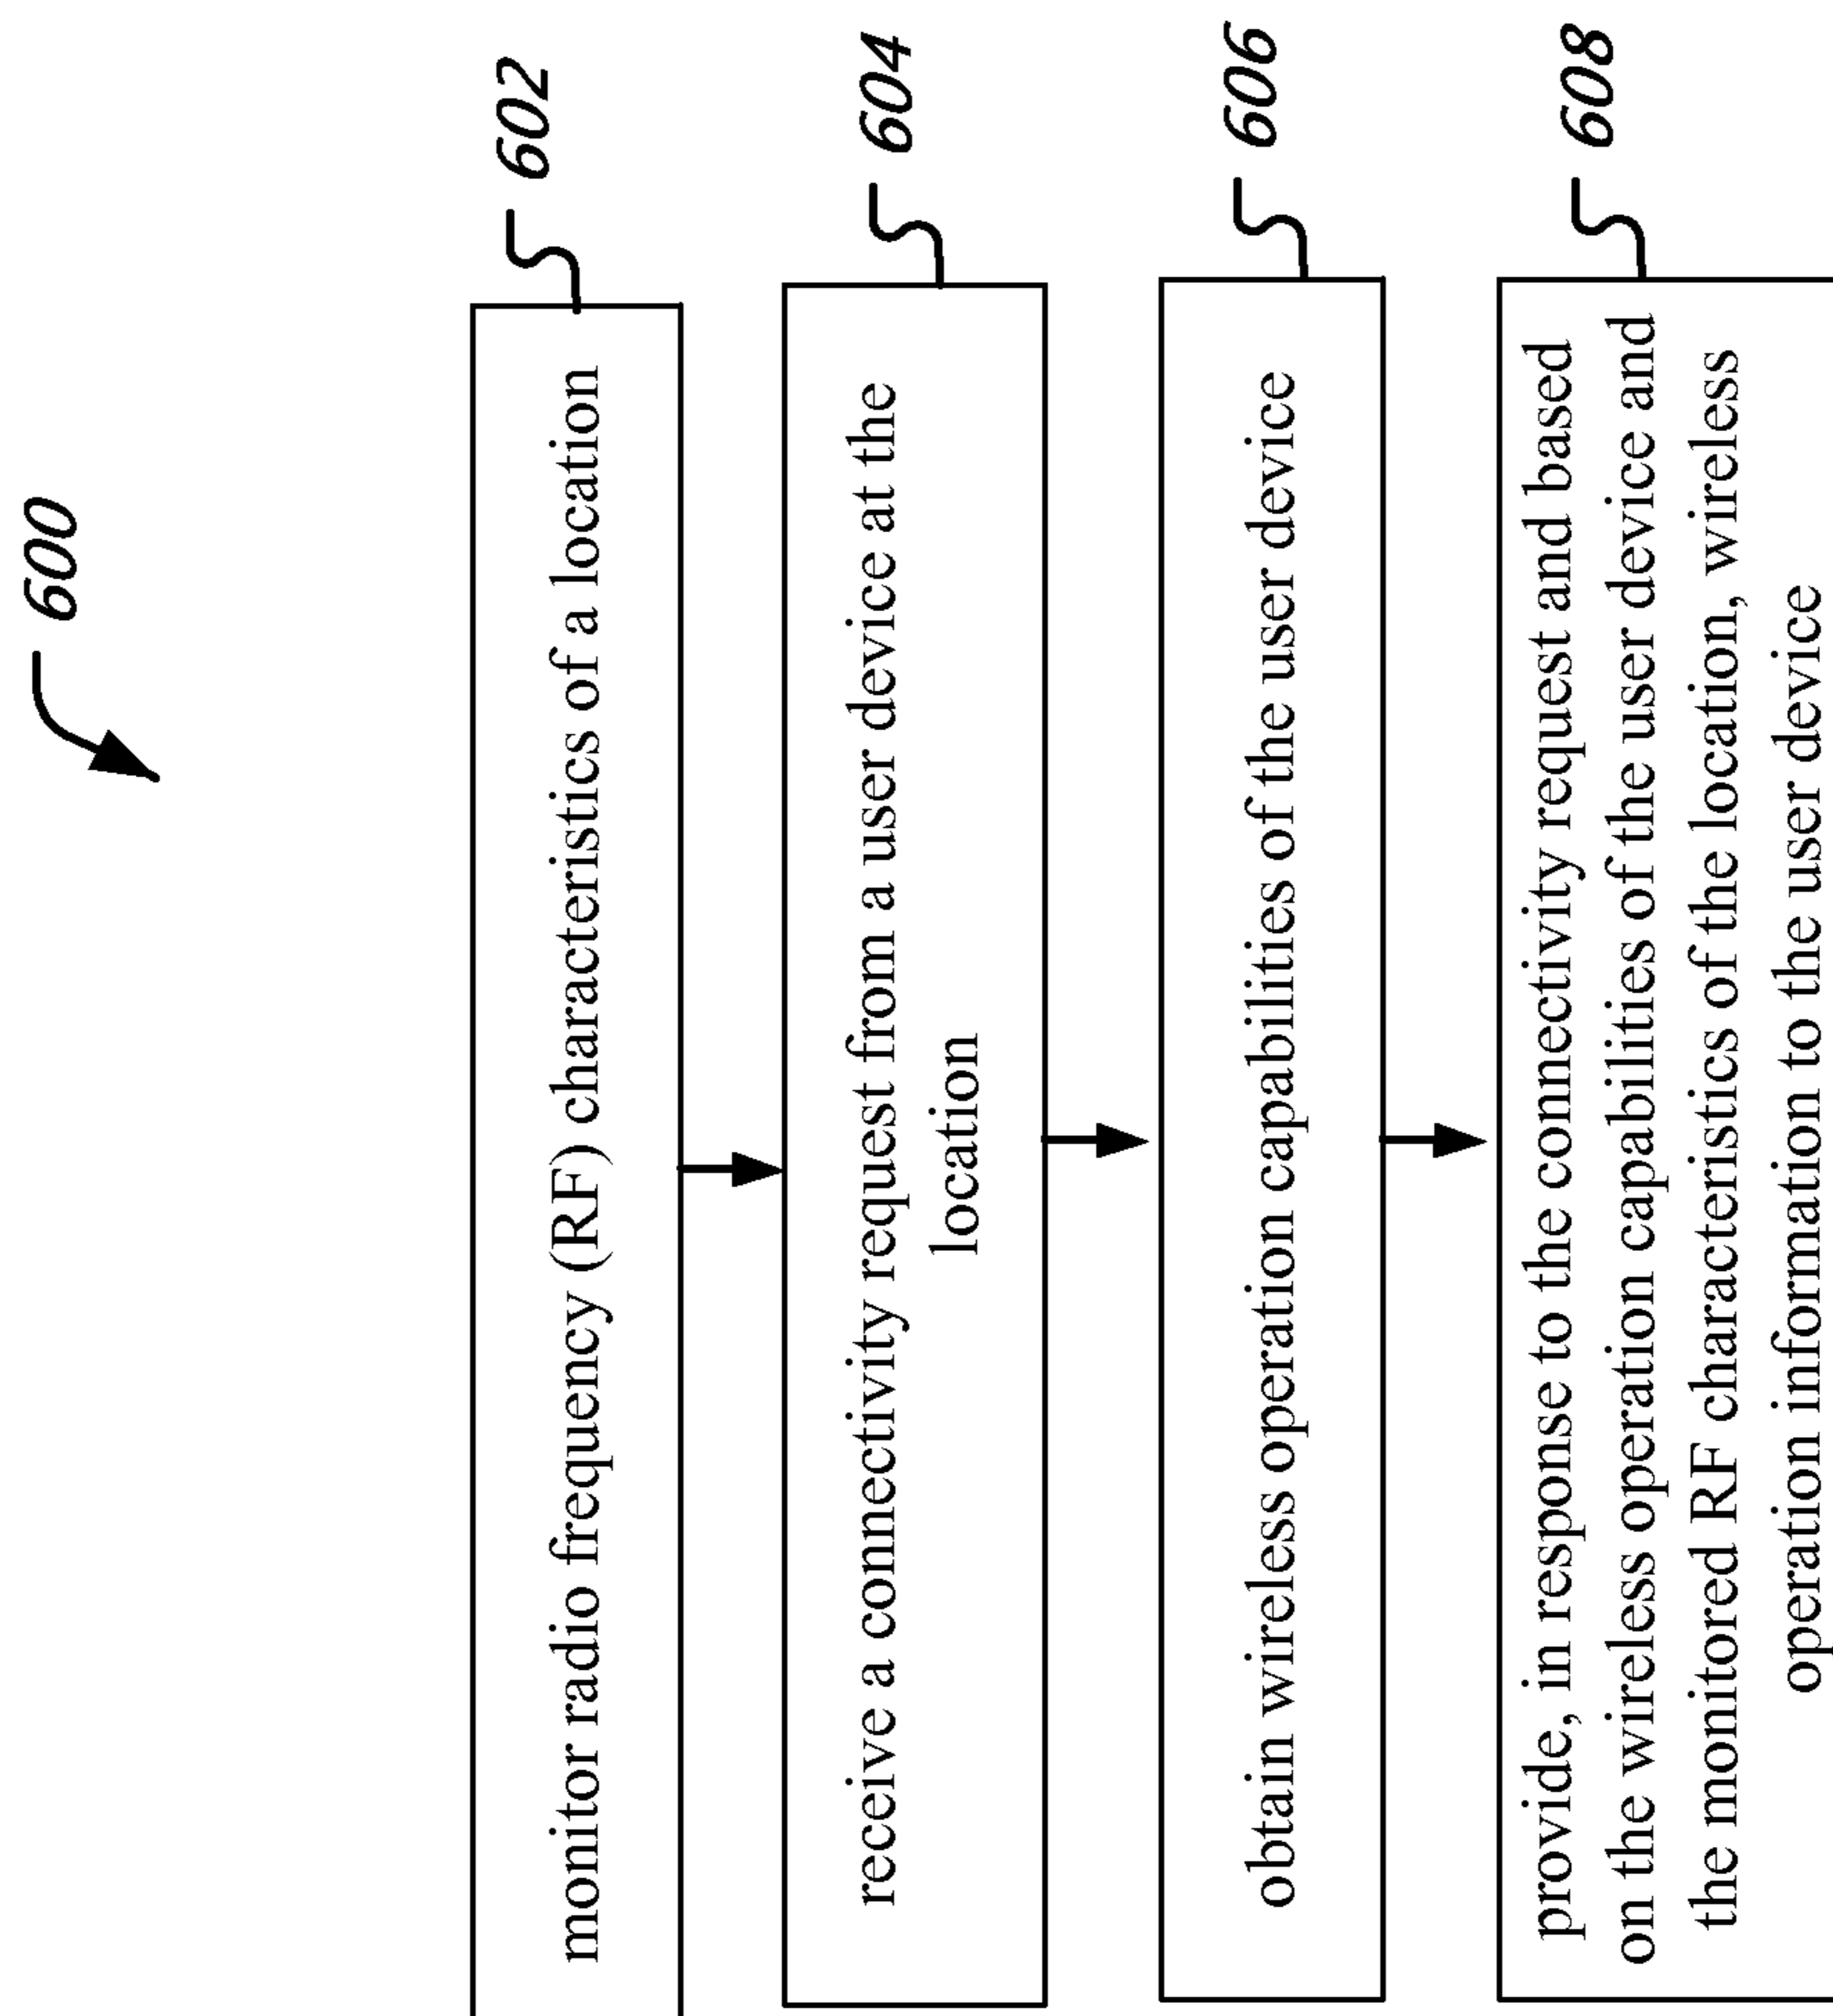 600
602
monitor radio frequency (RF) characteristics of a location
604
receive a connectivity request from a user device at the
location
606
obtain wireless operation capabilities of the user device
608
provide, in response to the connectivity request and based
on the wireless operation capabilities of the user device and
the monitored RF characteristics of the location, wireless
operation information to the user device